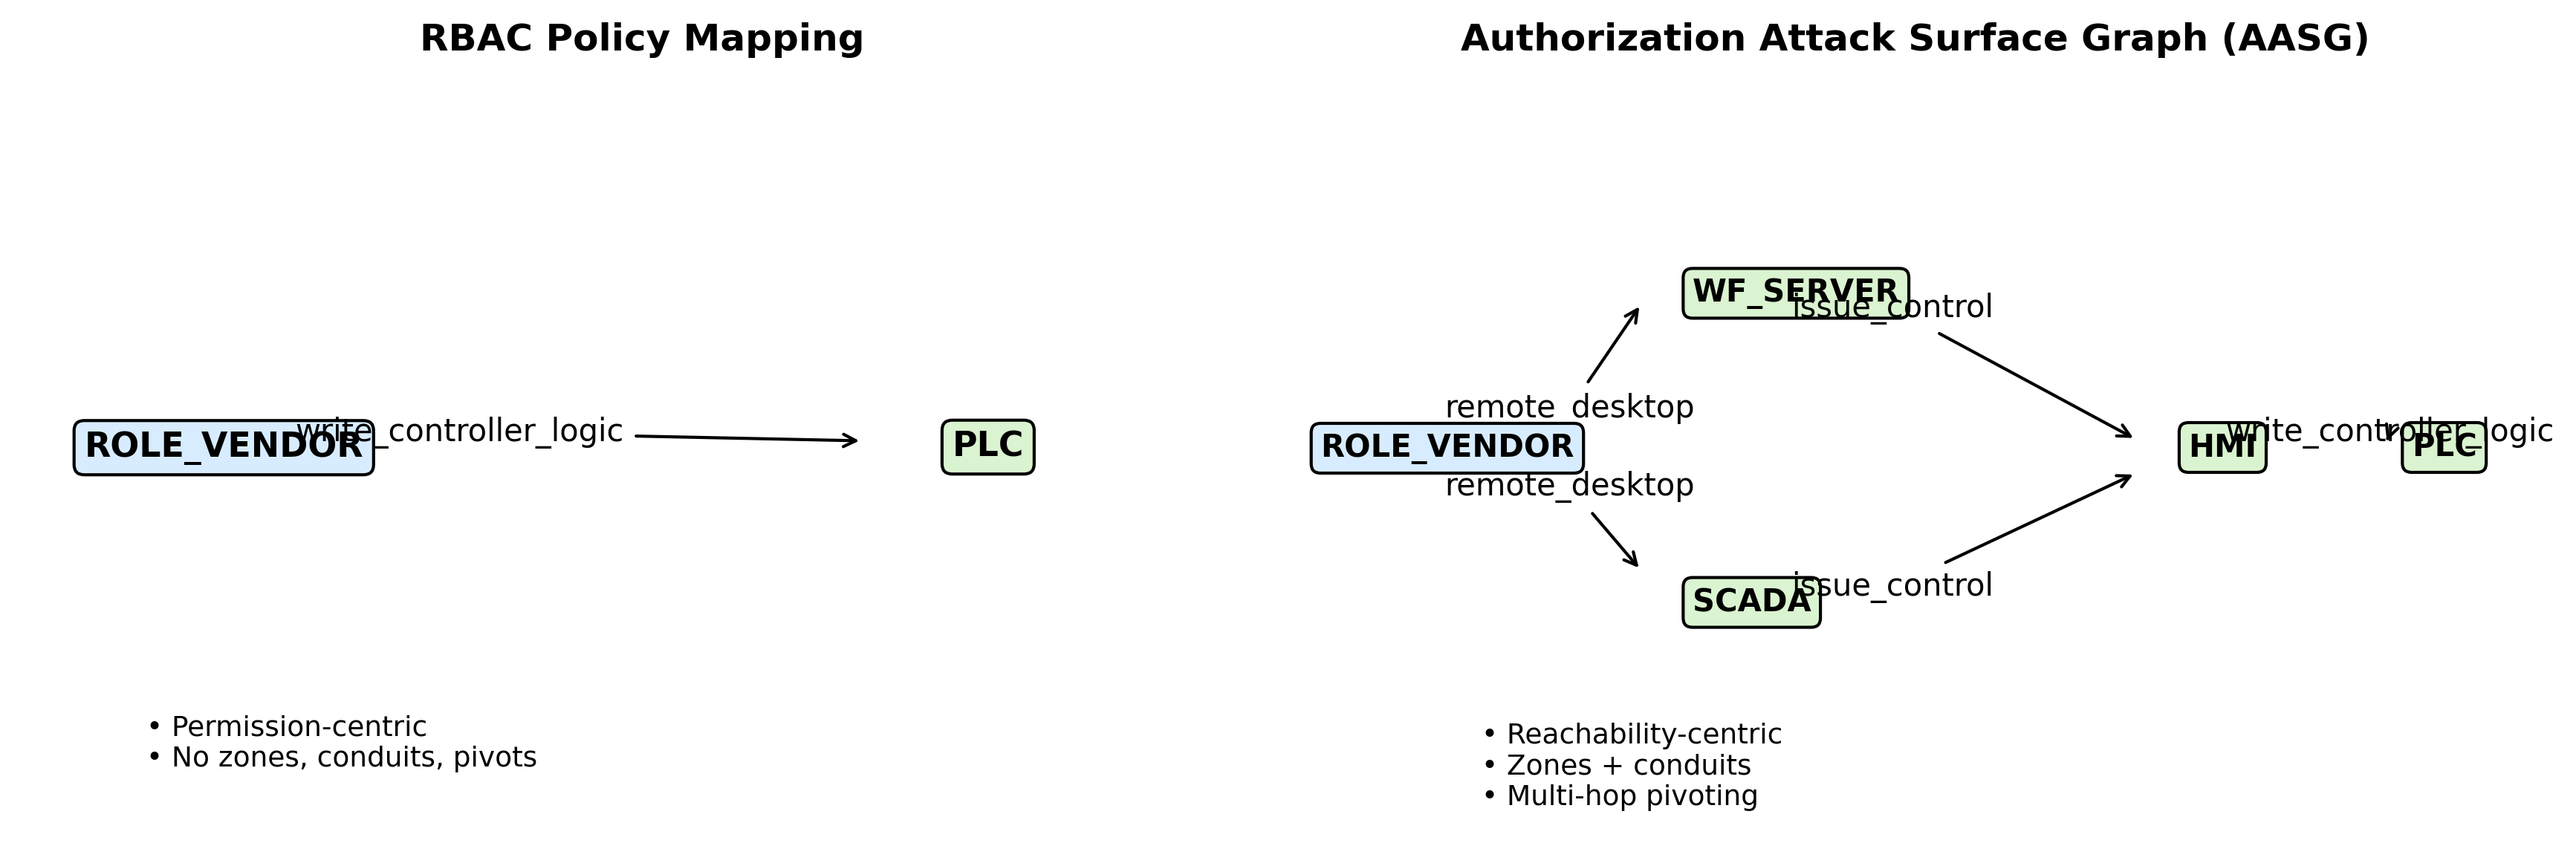 RBAC Policy Mapping
ROLE_VENDOR
write_controller_logic
PLC
• Permission-centric
• No zones, conduits, pivots
Authorization Attack Surface Graph (AASG)
WF_SERVER
issue_control
remote_desktop
ROLE_VENDOR
remote_desktop
HMI
write_controller_logic
PLC
SCADA
issue_control
• Reachability-centric
• Zones + conduits
• Multi-hop pivoting